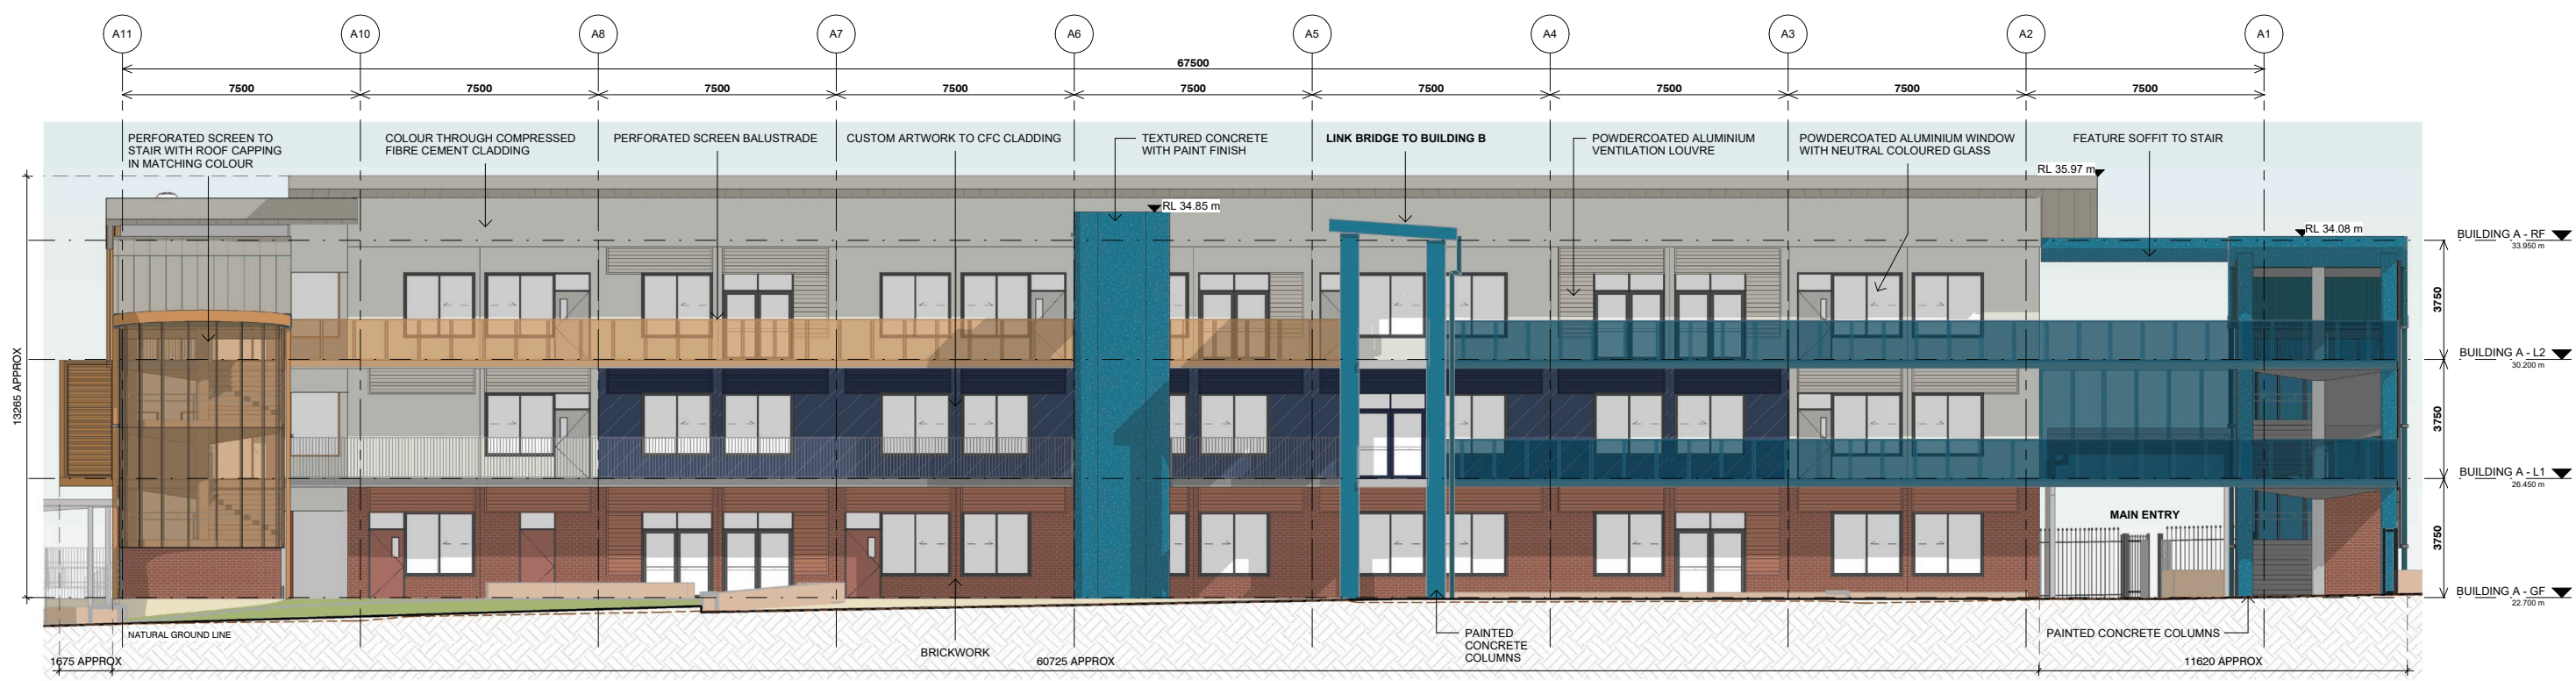 A11 A10 A8 A7 A6 A5 A4 A3 A2 A1
67500
7500 7500 7500 7500 7500 7500 7500 7500 7500
PERFORATED SCREEN TO
STAIR WITH ROOF CAPPING
IN MATCHING COLOUR
COLOUR THROUGH COMPRESSED
FIBRE CEMENT CLADDING
PERFORATED SCREEN BALUSTRADE
CUSTOM ARTWORK TO CFC CLADDING
TEXTURED CONCRETE
WITH PAINT FINISH
LINK BRIDGE TO BUILDING B
POWDERCOATED ALUMINIUM
VENTILATION LOUVRE
POWDERCOATED ALUMINIUM WINDOW
WITH NEUTRAL COLOURED GLASS
FEATURE SOFFIT TO STAIR
RL 35.97 m
RL 34.85 m
RL 34.08 m
BUILDING A - RF
33.950 m
3750
BUILDING A - L2
30.200 m
3750
BUILDING A - L1
26.450 m
3750
BUILDING A - GF
22.700 m
13265 APPROX
MAIN ENTRY
NATURAL GROUND LINE
BRICKWORK
PAINTED
CONCRETE
COLUMNS
PAINTED CONCRETE COLUMNS
1675 APPROX
60725 APPROX
11620 APPROX